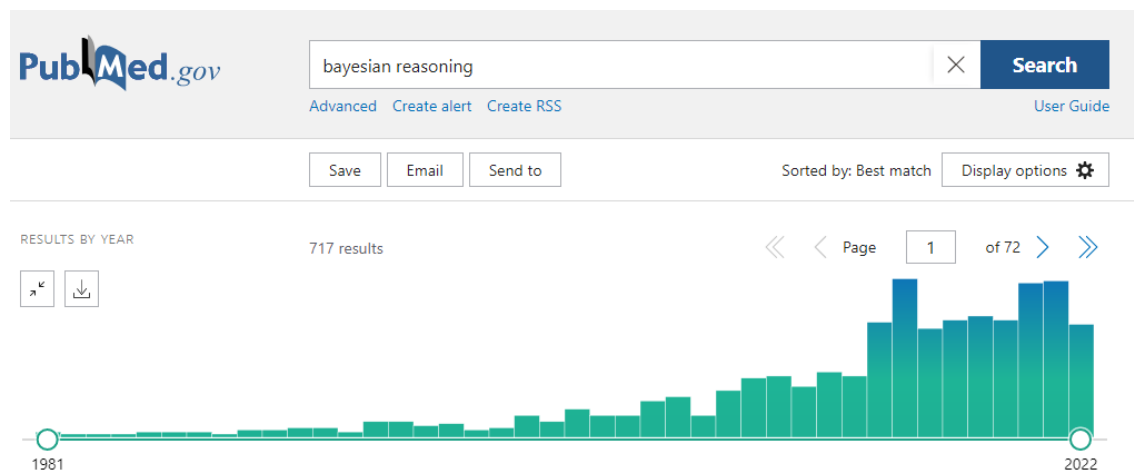 PubMed.gov
bayesian reasoning
Search
Advanced Create alert Create RSS User Guide
Save Email Send to Sorted by: Best match Display options
RESULTS BY YEAR 717 results Page 1 of 72
1981 2022